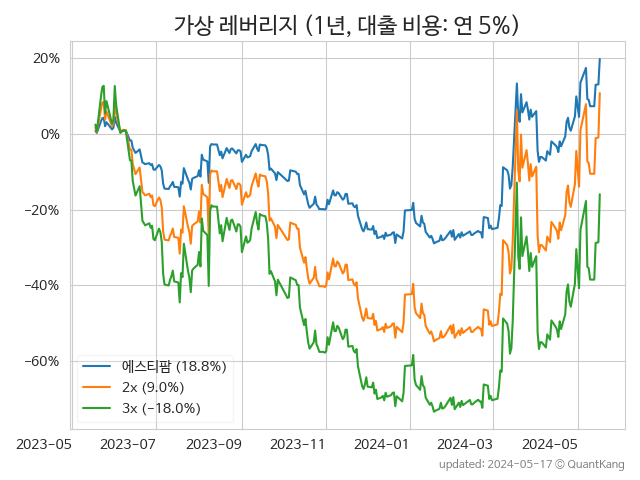 가상 레버리지 (1년, 대출 비용: 연 5%)
20%
0%
−20%
−40%
−60%
에스티팜 (18.8%)
2x (9.0%)
3x (−18.0%)
2023−05 2023−07 2023−09 2023−11 2024−01 2024−03 2024−05
updated: 2024−05−17 © QuantKang